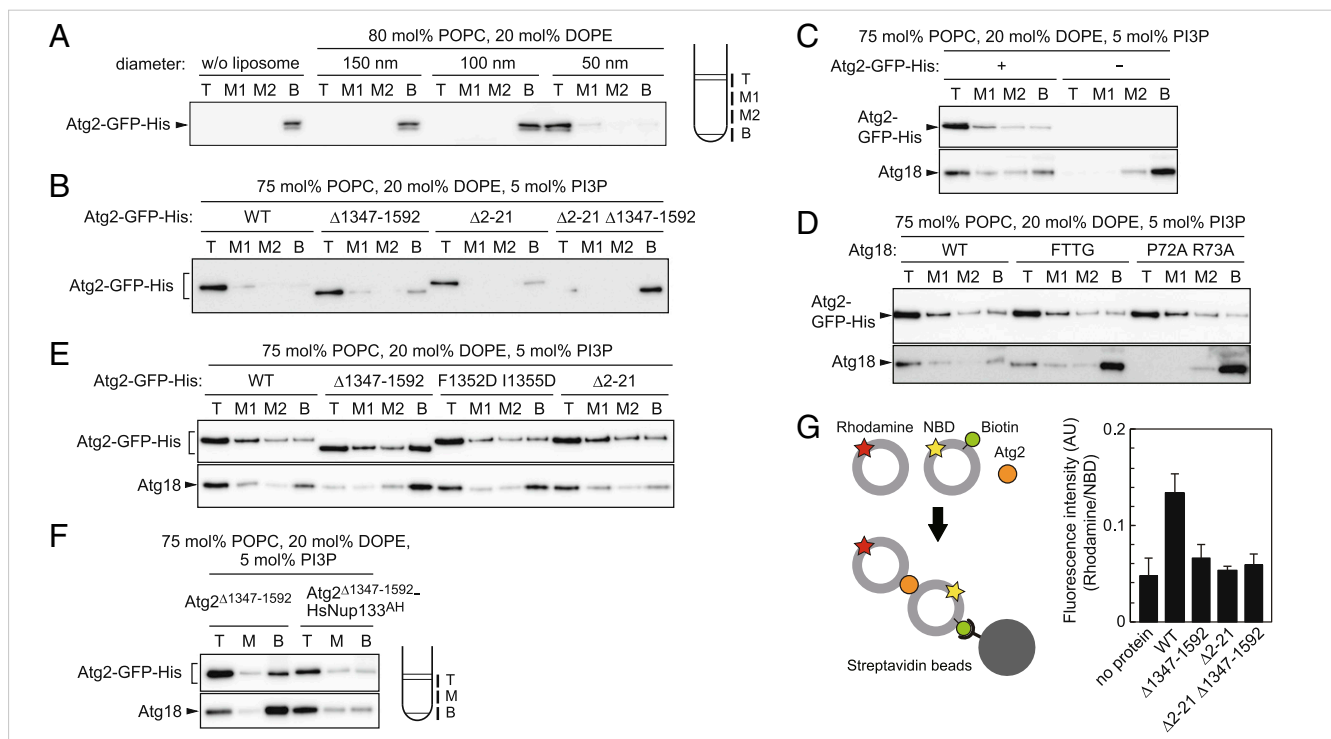 A
80 mol% POPC, 20 mol% DOPE
diameter: w/o liposome 150 nm 100 nm 50 nm
T M1 M2 B T M1 M2 B T M1 M2 B T M1 M2 B
Atg2-GFP-His
T
M1
M2
B
B
75 mol% POPC, 20 mol% DOPE, 5 mol% PI3P
Atg2-GFP-His: WT Δ1347-1592 Δ2-21 Δ2-21 Δ1347-1592
T M1 M2 B T M1 M2 B T M1 M2 B T M1 M2 B
Atg2-GFP-His
C
75 mol% POPC, 20 mol% DOPE, 5 mol% PI3P
Atg2-GFP-His: + −
T M1 M2 B T M1 M2 B
Atg2-
GFP-His
Atg18
D
75 mol% POPC, 20 mol% DOPE, 5 mol% PI3P
Atg18: WT FTTG P72A R73A
T M1 M2 B T M1 M2 B T M1 M2 B
Atg2-
GFP-His
Atg18
E
75 mol% POPC, 20 mol% DOPE, 5 mol% PI3P
Atg2-GFP-His: WT Δ1347-1592 F1352D I1355D Δ2-21
T M1 M2 B T M1 M2 B T M1 M2 B T M1 M2 B
Atg2-GFP-His
Atg18
F
75 mol% POPC, 20 mol% DOPE,
5 mol% PI3P
Atg2Δ1347-1592 Atg2Δ1347-1592-
HsNup133AH
T M B T M B
Atg2-GFP-His
Atg18
T
M
B
G
Rhodamine NBD Biotin
Atg2
Streptavidin beads
Fluorescence intensity (AU)
(Rhodamine/NBD)
0.2
0.1
0
no protein
WT
Δ1347-1592
Δ2-21
Δ2-21 Δ1347-1592